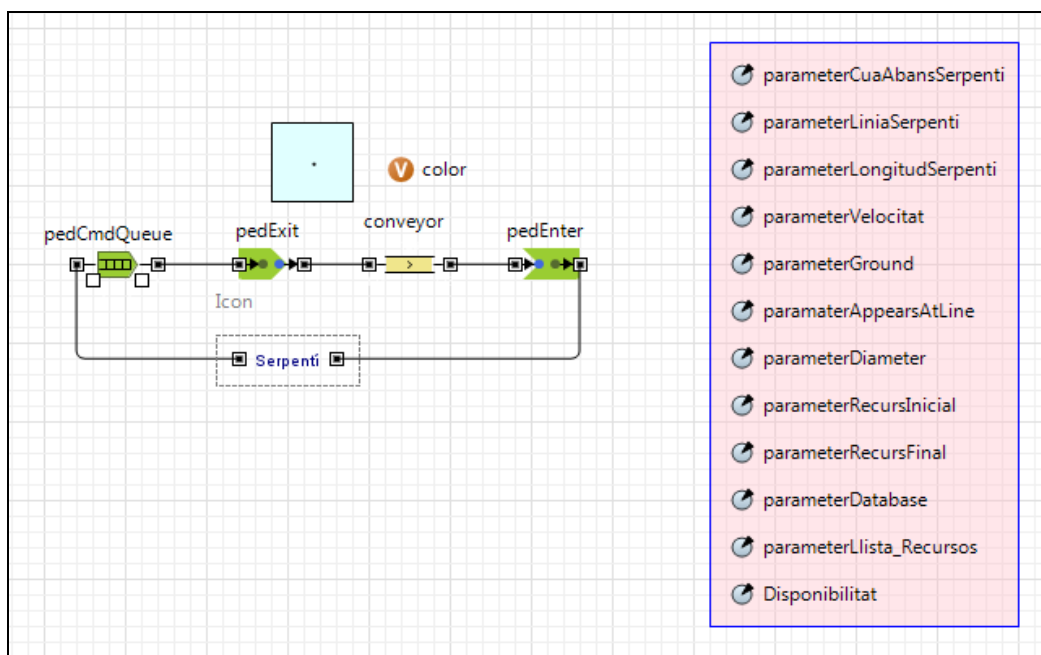 color
pedCmdQueue
pedExit
conveyor
pedEnter
Icon
Serpentí
parameterCuaAbansSerpenti
parameterLiniaSerpenti
parameterLongitudSerpenti
parameterVelocitat
parameterGround
paramaterAppearsAtLine
parameterDiameter
parameterRecursInicial
parameterRecursFinal
parameterDatabase
parameterLlista_Recursos
Disponibilitat